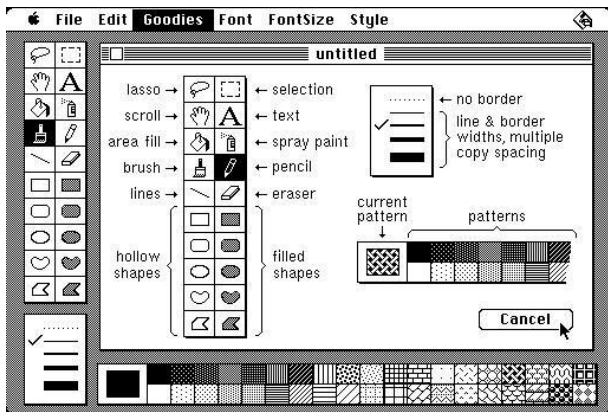 File Edit Goodies Font FontSize Style
untitled
lasso → ← selection
scroll → A ← text
area fill → ← spray paint
brush → ← pencil
lines → ← eraser
hollow shapes
filled shapes
← no border
line & border
widths, multiple
copy spacing
current
pattern
patterns
Cancel
A